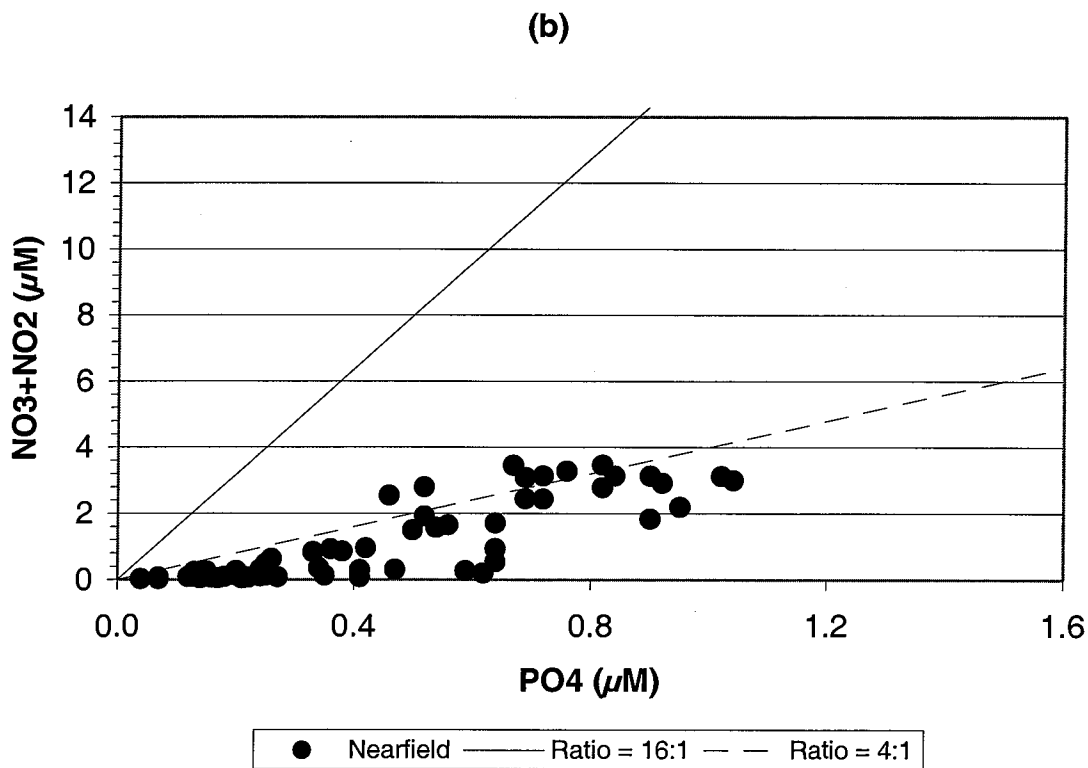 (b)
14
12
10
8
6
4
2
0
NO3+NO2 (µM)
0.0 0.4 0.8 1.2 1.6
PO4 (µM)
Nearfield Ratio = 16:1 Ratio = 4:1